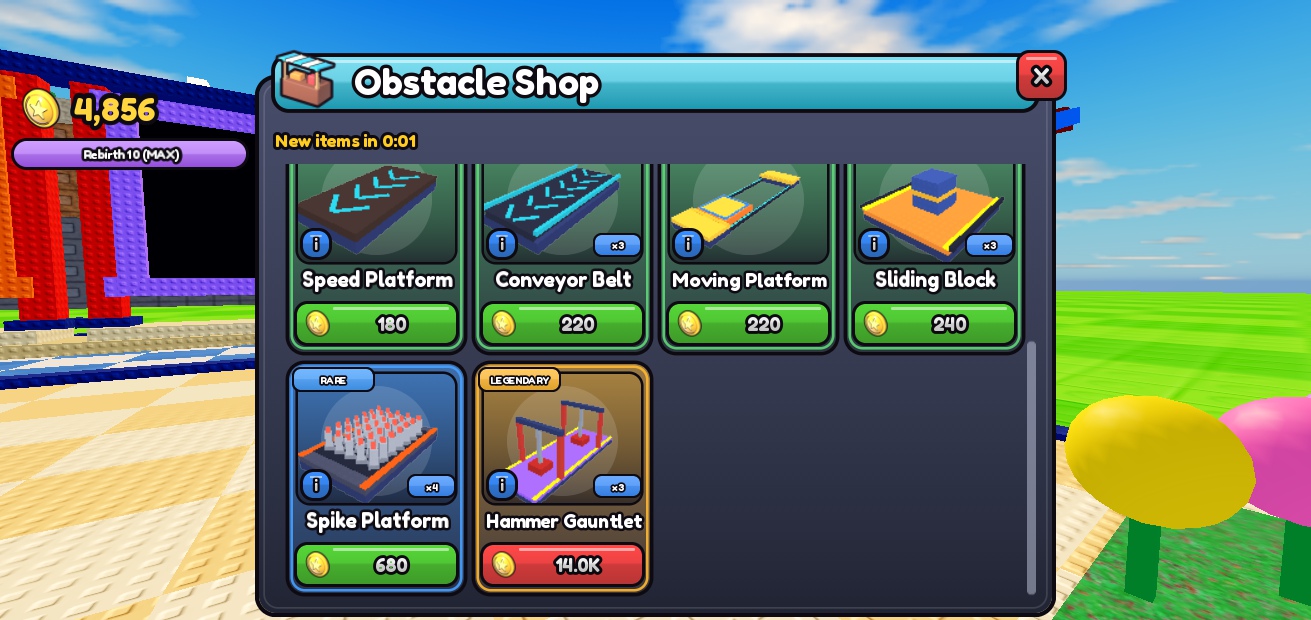 Obstacle Shop
4,856
Rebirth 10 (MAX)
New items in 0:01
i
i
x3
i
i
x3
Speed Platform
Conveyor Belt
Moving Platform
Sliding Block
180
220
220
240
RARE
LEGENDARY
i
x4
i
x3
Spike Platform
Hammer Gauntlet
680
14.0K